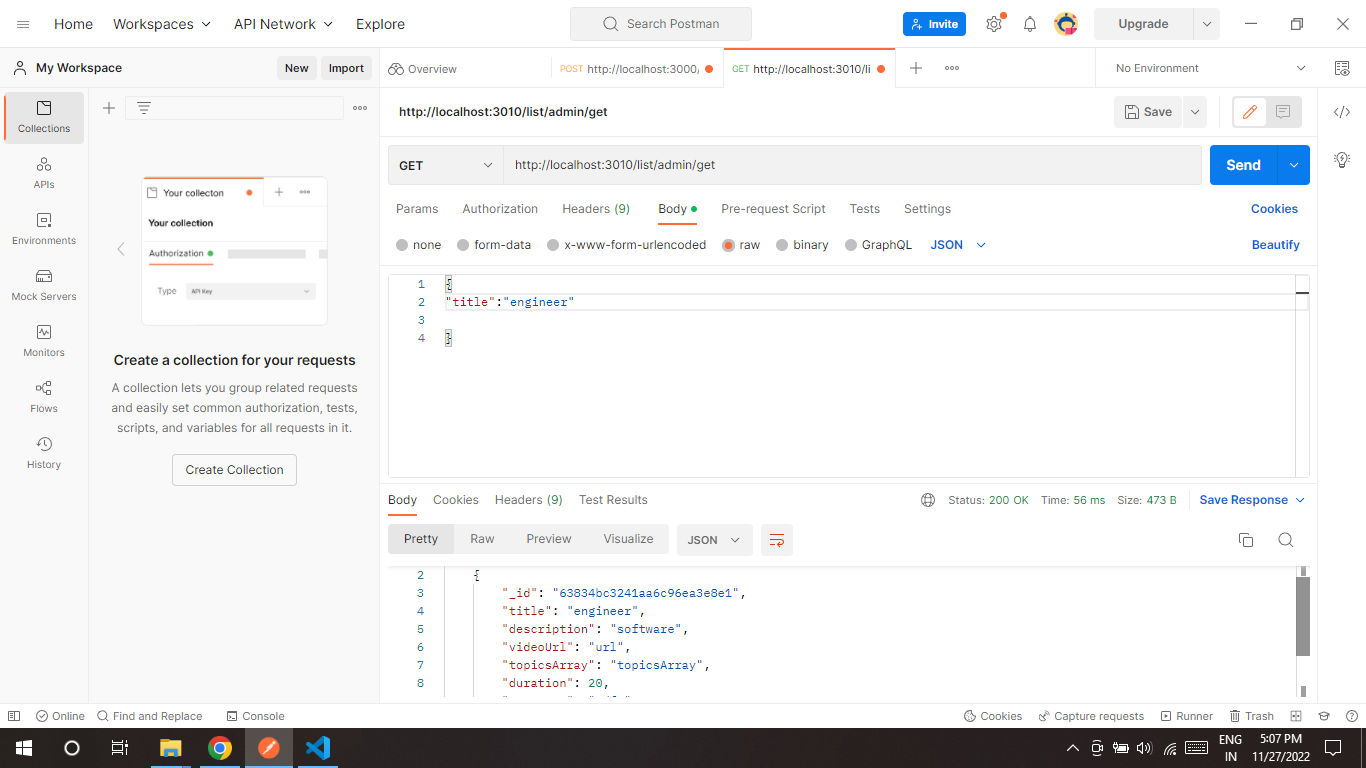 Home Workspaces API Network Explore Search Postman Invite Upgrade
My Workspace New Import Overview POST http://localhost:3000/ GET http://localhost:3010/li No Environment
Collections
APIs
Environments
Mock Servers
Monitors
Flows
History
Your collecton
Your collection
Authorization
Type API Key
Create a collection for your requests
A collection lets you group related requests
and easily set common authorization, tests,
scripts, and variables for all requests in it.
Create Collection
http://localhost:3010/list/admin/get Save
GET http://localhost:3010/list/admin/get Send
Params Authorization Headers (9) Body Pre-request Script Tests Settings Cookies
none form-data x-www-form-urlencoded raw binary GraphQL JSON Beautify
1 {
2 "title":"engineer"
3
4 }
Body Cookies Headers (9) Test Results Status: 200 OK Time: 56 ms Size: 473 B Save Response
Pretty Raw Preview Visualize JSON
2 {
3 "_id": "63834bc3241aa6c96ea3e8e1",
4 "title": "engineer",
5 "description": "software",
6 "videoUrl": "url",
7 "topicsArray": "topicsArray",
8 "duration": 20,
Online Find and Replace Console Cookies Capture requests Runner Trash
ENG 5:07 PM
IN 11/27/2022